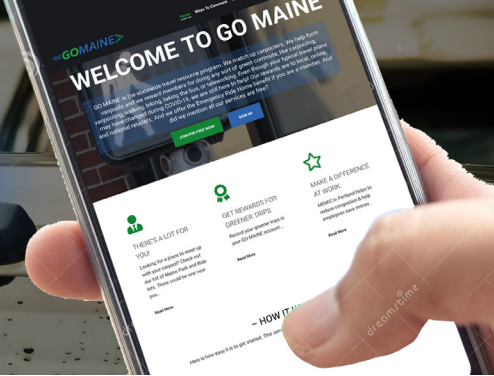 Home Ways To Commute
GOMAINE
WELCOME TO GO MAINE
GO MAINE is the statewide travel resource program. We match up carpoolers. We help form
vanpools and we reward members for doing any sort of green commute, like carpooling,
vanpooling, walking, biking, taking the bus, or teleworking. Even though your typical travel plans
may have changed during COVID-19, we are still here to help! Our rewards are to local, online,
and national retailers. And we offer the Emergency Ride Home benefit if you are a member. And
did we mention all our services are free?
JOIN FOR FREE NOW!
SIGN IN!
THERE'S A LOT FOR
YOU!
Looking for a place to meet up
with your carpool? Check out
our list of Maine Park and Ride
lots. There could be one near
you...
Read More
GET REWARDS FOR
GREENER TRIPS
Record your greener trips in
your GO MAINE account...
Read More
MAKE A DIFFERENCE
AT WORK
MEMIC in Portland helps to
reduce congestion & help
employees save money...
Read More
– HOW IT
Here is how easy it is to get started. This
dreamstime